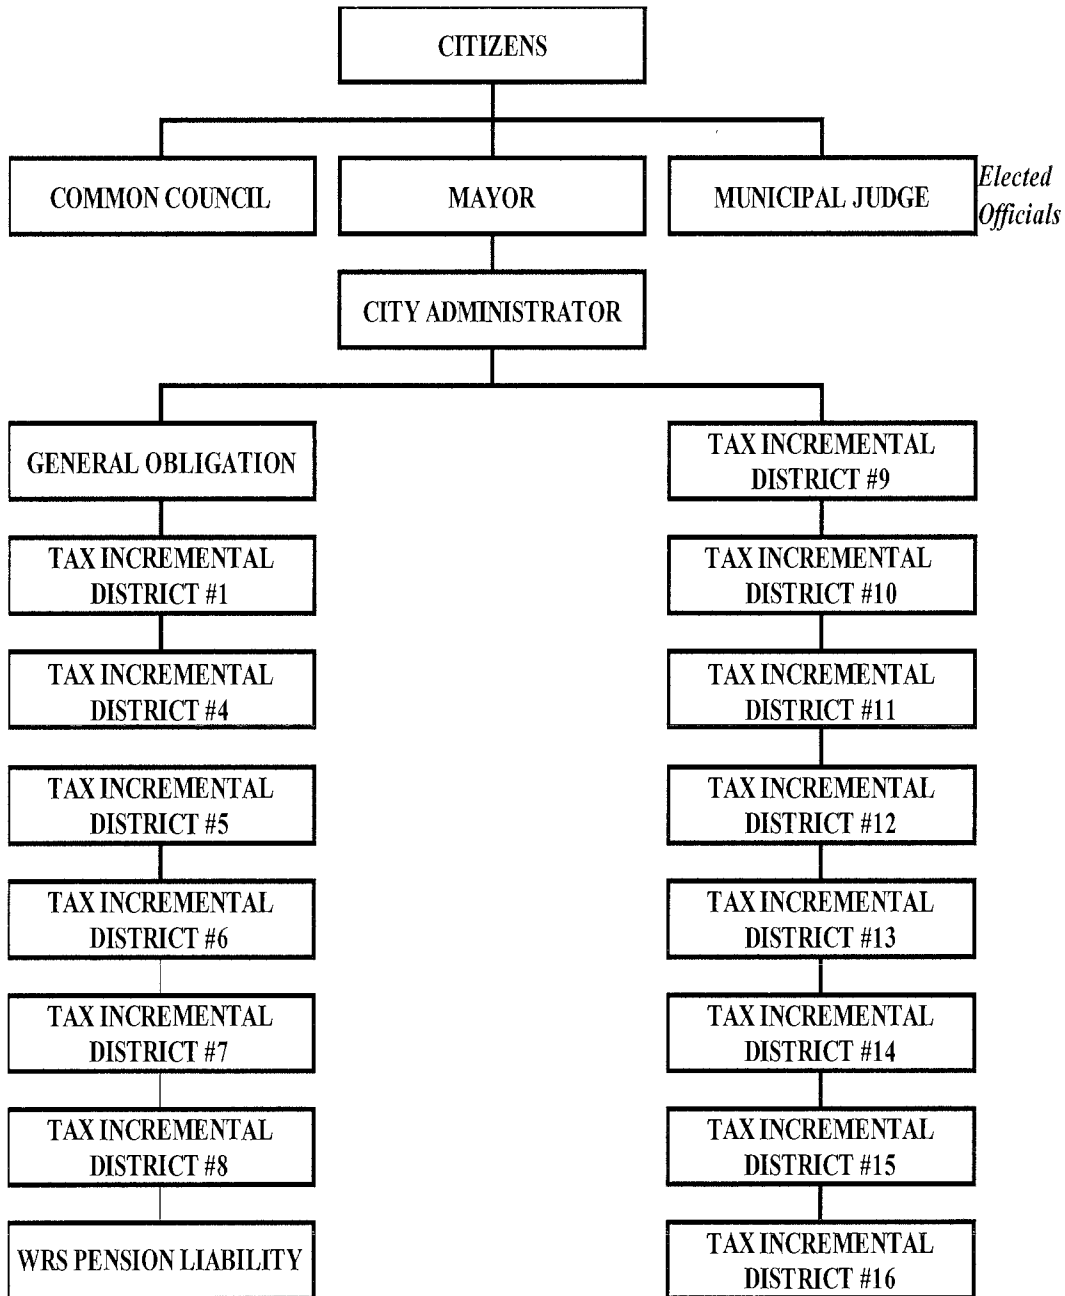 CITIZENS
COMMON COUNCIL
MAYOR
MUNICIPAL JUDGE
Elected
Officials
CITY ADMINISTRATOR
GENERAL OBLIGATION
TAX INCREMENTAL
DISTRICT #1
TAX INCREMENTAL
DISTRICT #4
TAX INCREMENTAL
DISTRICT #5
TAX INCREMENTAL
DISTRICT #6
TAX INCREMENTAL
DISTRICT #7
TAX INCREMENTAL
DISTRICT #8
WRS PENSION LIABILITY
TAX INCREMENTAL
DISTRICT #9
TAX INCREMENTAL
DISTRICT #10
TAX INCREMENTAL
DISTRICT #11
TAX INCREMENTAL
DISTRICT #12
TAX INCREMENTAL
DISTRICT #13
TAX INCREMENTAL
DISTRICT #14
TAX INCREMENTAL
DISTRICT #15
TAX INCREMENTAL
DISTRICT #16